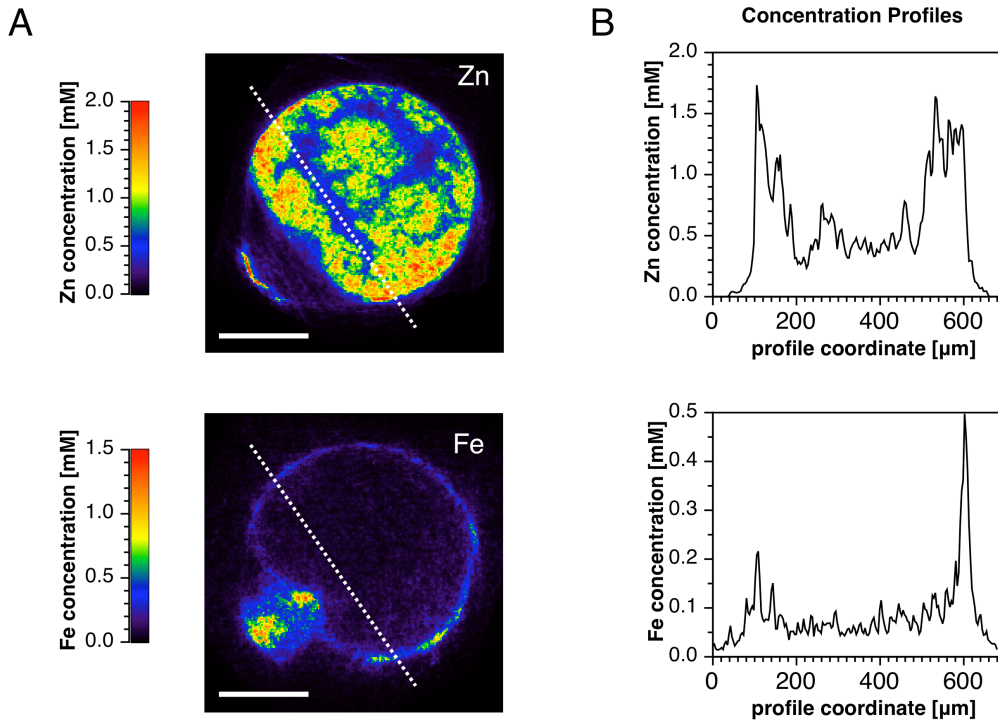 A
Zn concentration [mM]
2.0
1.5
1.0
0.5
0.0
Zn
Fe concentration [mM]
1.5
1.0
0.5
0.0
Fe
B
Concentration Profiles
Zn concentration [mM]
2.0
1.5
1.0
0.5
0.0
0 200 400 600
profile coordinate [µm]
Fe concentration [mM]
0.5
0.4
0.3
0.2
0.1
0.0
0 200 400 600
profile coordinate [µm]